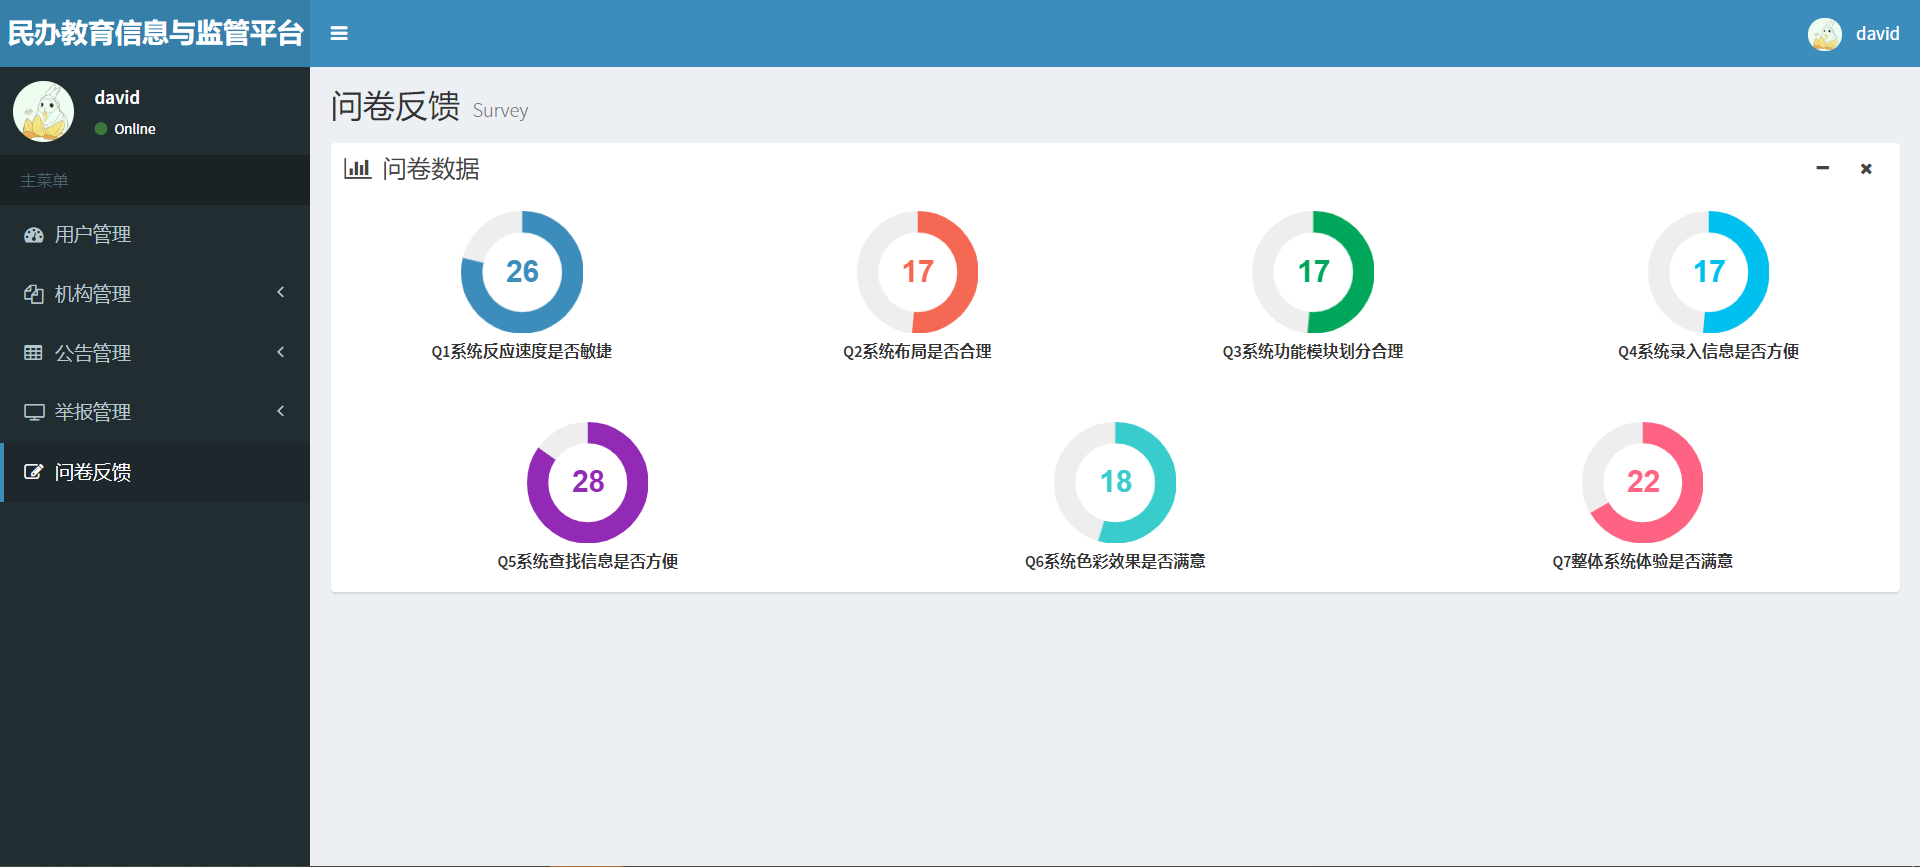 民办教育信息与监管平台
david
david
Online
主菜单
用户管理
机构管理
公告管理
举报管理
问卷反馈
问卷反馈 Survey
问卷数据
26
17
17
17
Q1系统反应速度是否敏捷
Q2系统布局是否合理
Q3系统功能模块划分合理
Q4系统录入信息是否方便
28
18
22
Q5系统查找信息是否方便
Q6系统色彩效果是否满意
Q7整体系统体验是否满意